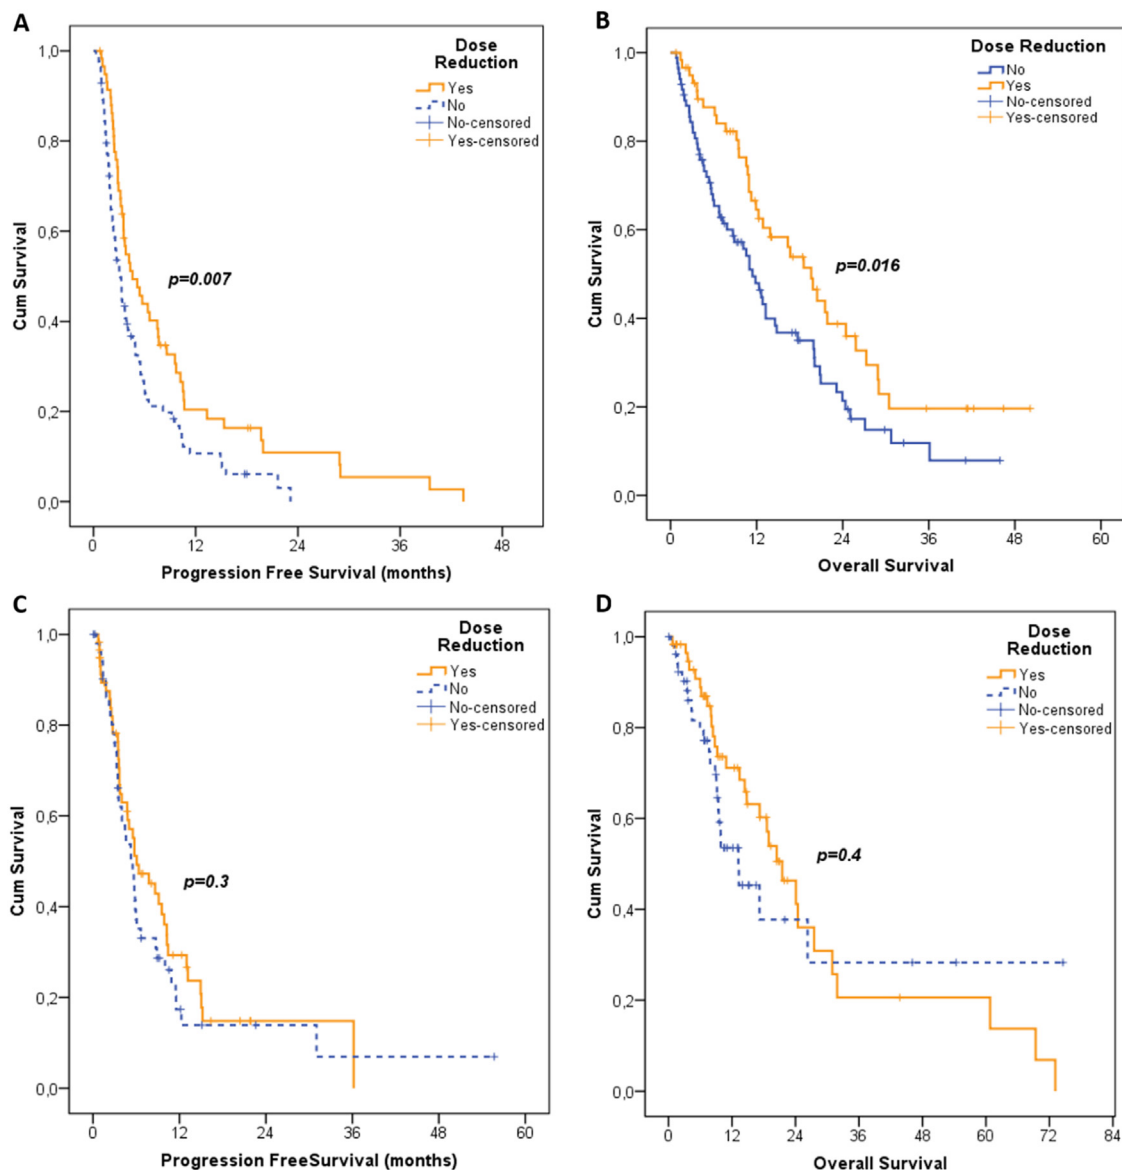 A
Dose
Reduction
Yes
No
No-censored
Yes-censored
Cum Survival
1,0
0,8
0,6
0,4
0,2
0,0
p=0.007
0 12 24 36 48
Progression Free Survival (months)
B
Dose Reduction
No
Yes
No-censored
Yes-censored
Cum Survival
1,0
0,8
0,6
0,4
0,2
0,0
p=0.016
0 12 24 36 48 60
Overall Survival
C
Dose
Reduction
Yes
No
No-censored
Yes-censored
Cum Survival
1,0
0,8
0,6
0,4
0,2
0,0
p=0.3
0 12 24 36 48 60
Progression FreeSurvival (months)
D
Dose
Reduction
Yes
No
No-censored
Yes-censored
Cum Survival
1,0
0,8
0,6
0,4
0,2
0,0
p=0.4
0 12 24 36 48 60 72 84
Overall Survival